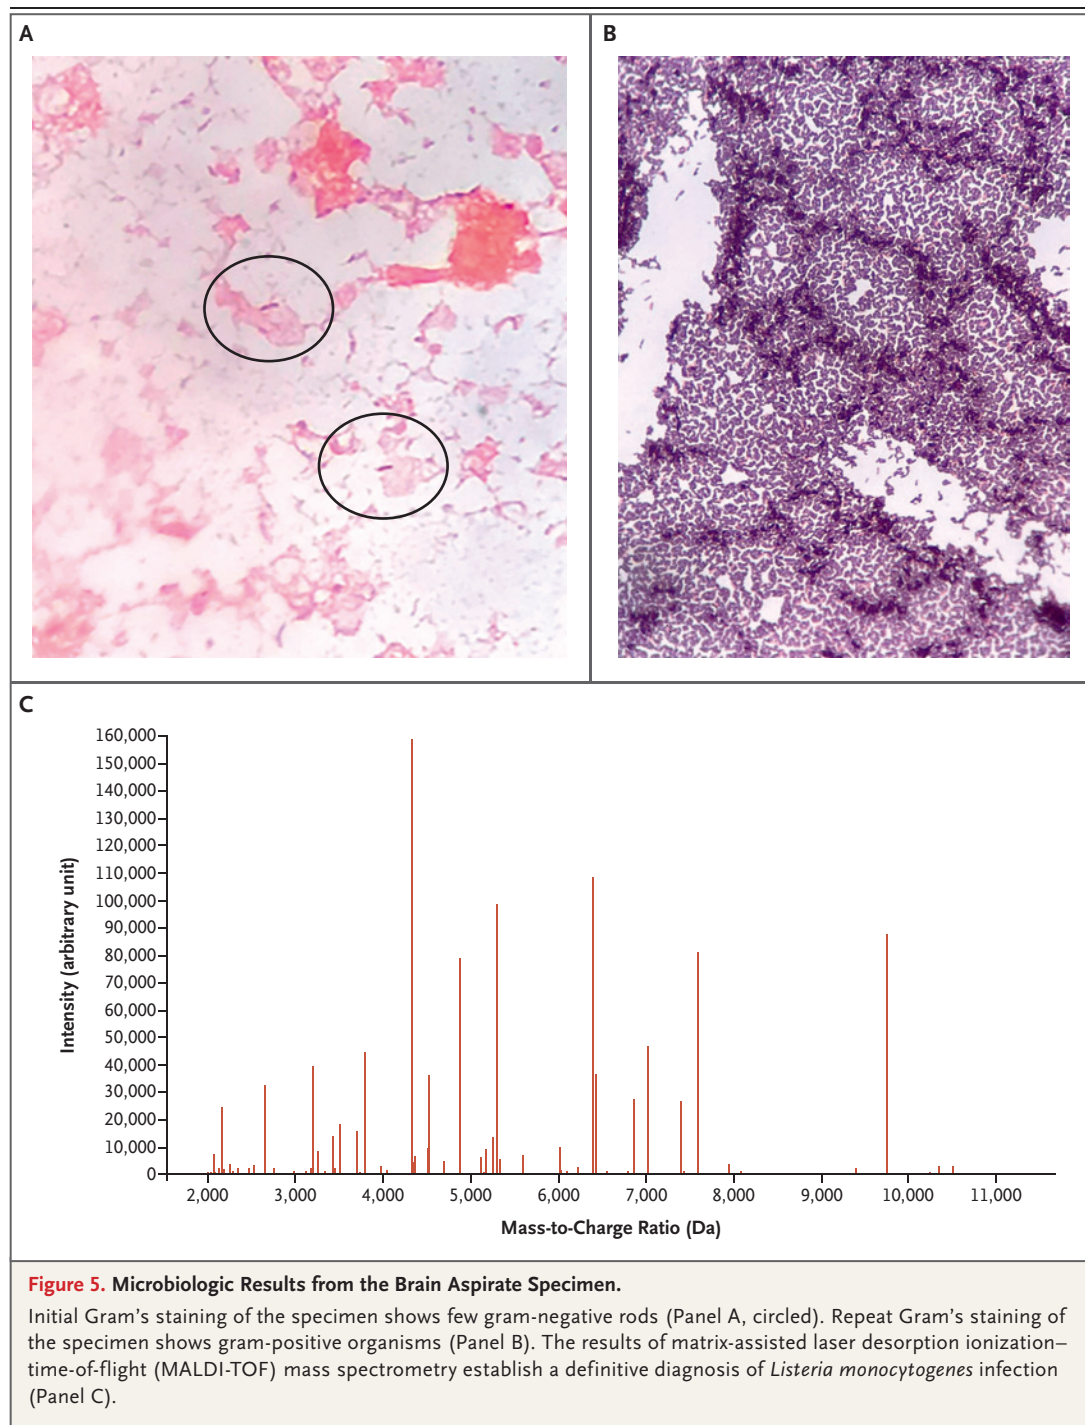 A
B
C
160,000
150,000
140,000
130,000
120,000
110,000
100,000
90,000
80,000
70,000
60,000
50,000
40,000
30,000
20,000
10,000
0
Intensity (arbitrary unit)
2,000 3,000 4,000 5,000 6,000 7,000 8,000 9,000 10,000 11,000
Mass-to-Charge Ratio (Da)
Figure 5. Microbiologic Results from the Brain Aspirate Specimen.
Initial Gram's staining of the specimen shows few gram-negative rods (Panel A, circled). Repeat Gram's staining of
the specimen shows gram-positive organisms (Panel B). The results of matrix-assisted laser desorption ionization–
time-of-flight (MALDI-TOF) mass spectrometry establish a definitive diagnosis of Listeria monocytogenes infection
(Panel C).